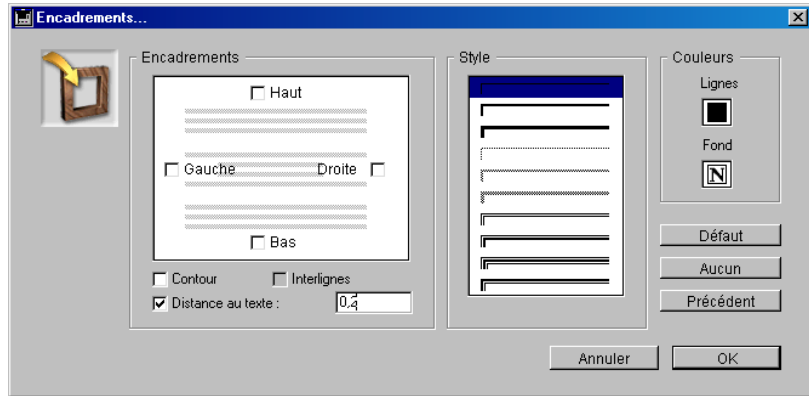 Encadrements...
Encadrements
Haut
Gauche
Droite
Bas
Contour
Interlignes
Distance au texte :
0,2
Style
Couleurs
Lignes
Fond
N
Défaut
Aucun
Précédent
Annuler
OK